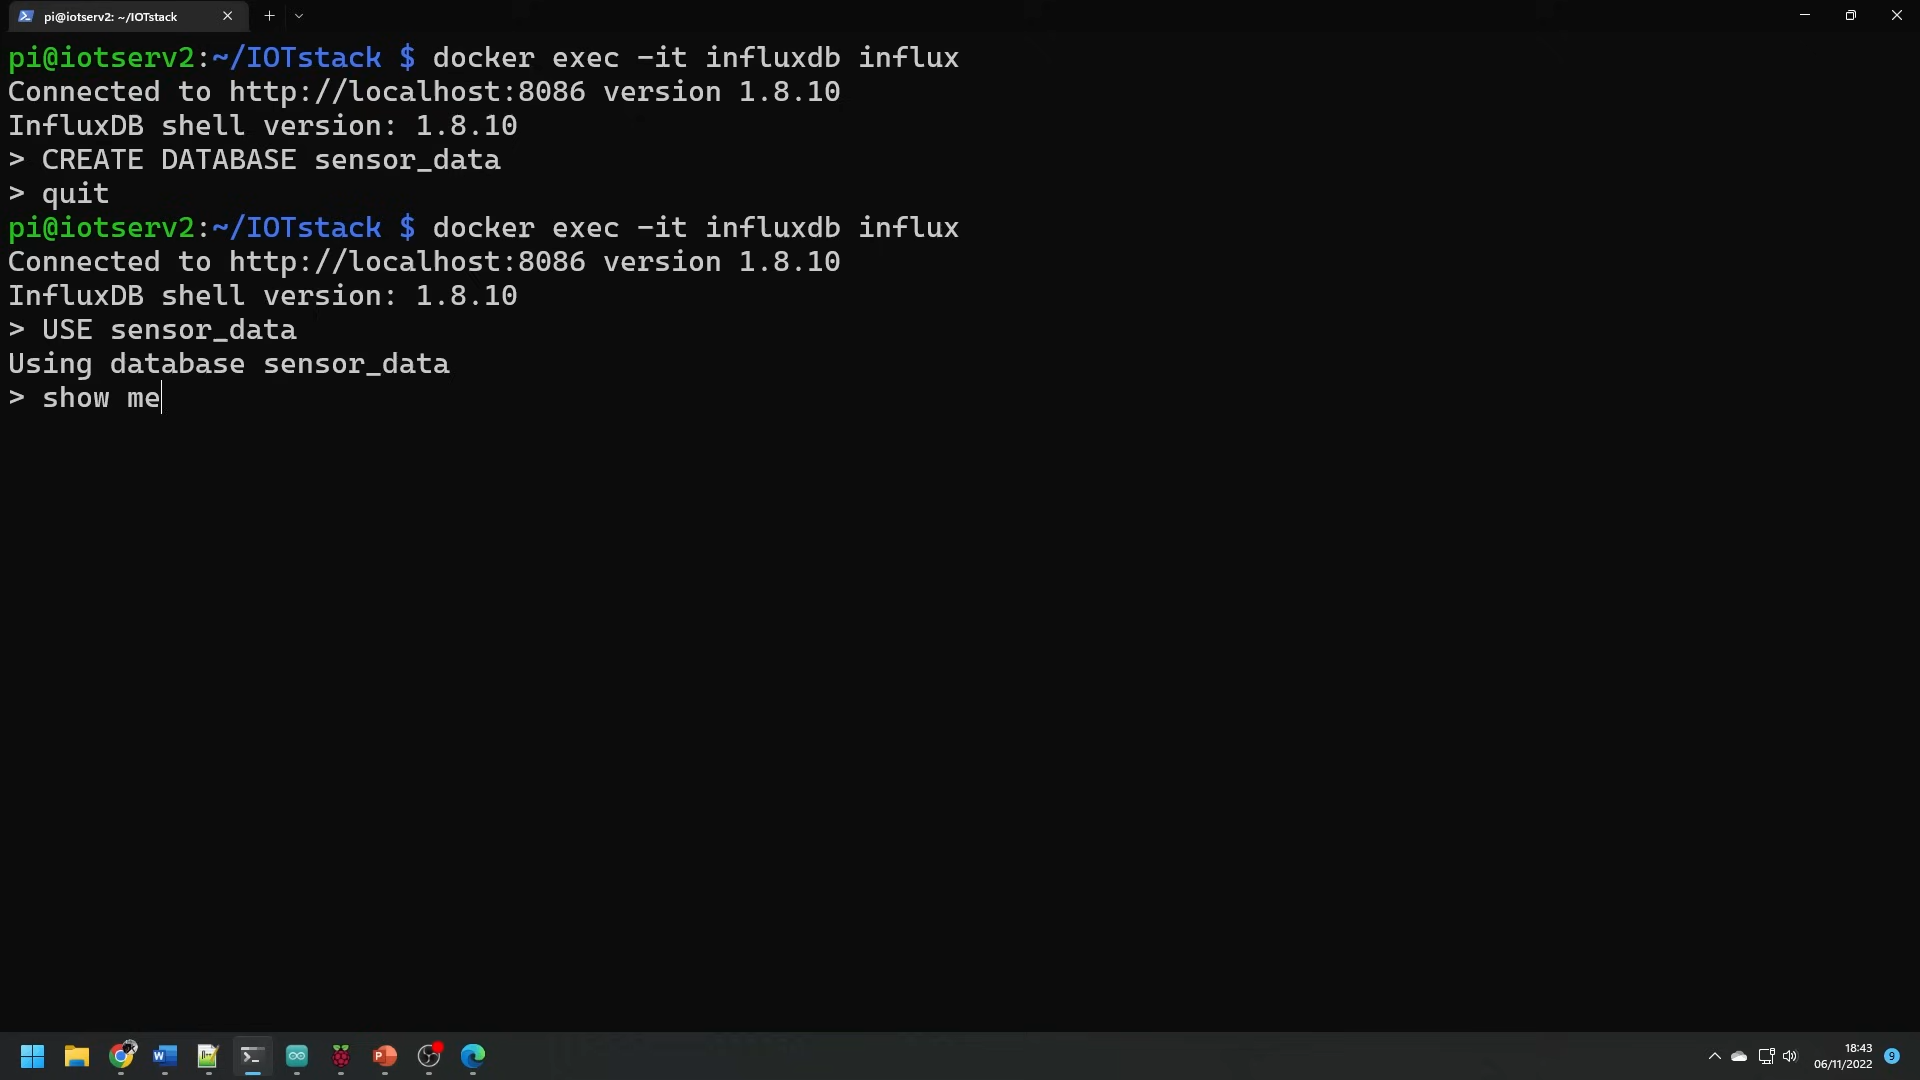 pi@iotserv2: ~/IOTstack
pi@iotserv2:~/IOTstack $ docker exec -it influxdb influx
Connected to http://localhost:8086 version 1.8.10
InfluxDB shell version: 1.8.10
> CREATE DATABASE sensor_data
> quit
pi@iotserv2:~/IOTstack $ docker exec -it influxdb influx
Connected to http://localhost:8086 version 1.8.10
InfluxDB shell version: 1.8.10
> USE sensor_data
Using database sensor_data
> show me
18:43
06/11/2022
9